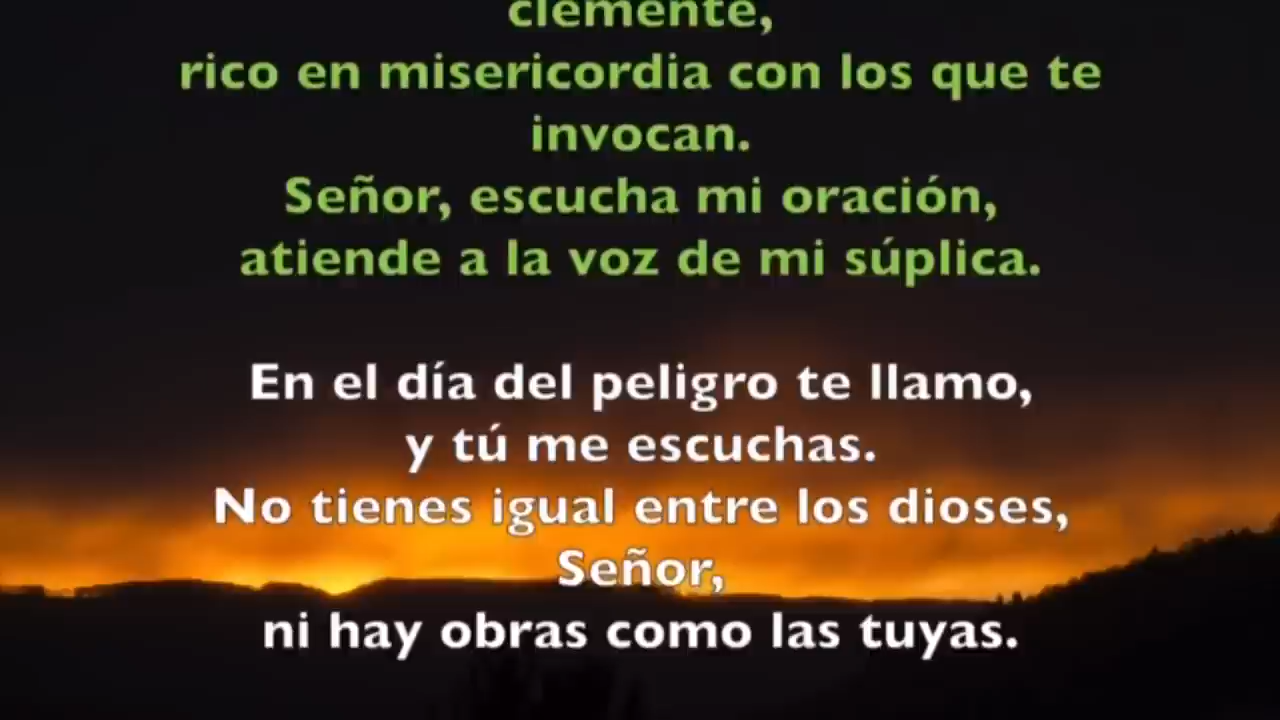 clemente,
rico en misericordia con los que te
invocan.
Señor, escucha mi oración,
atiende a la voz de mi súplica.
En el día del peligro te llamo,
y tú me escuchas.
No tienes igual entre los dioses,
Señor,
ni hay obras como las tuyas.